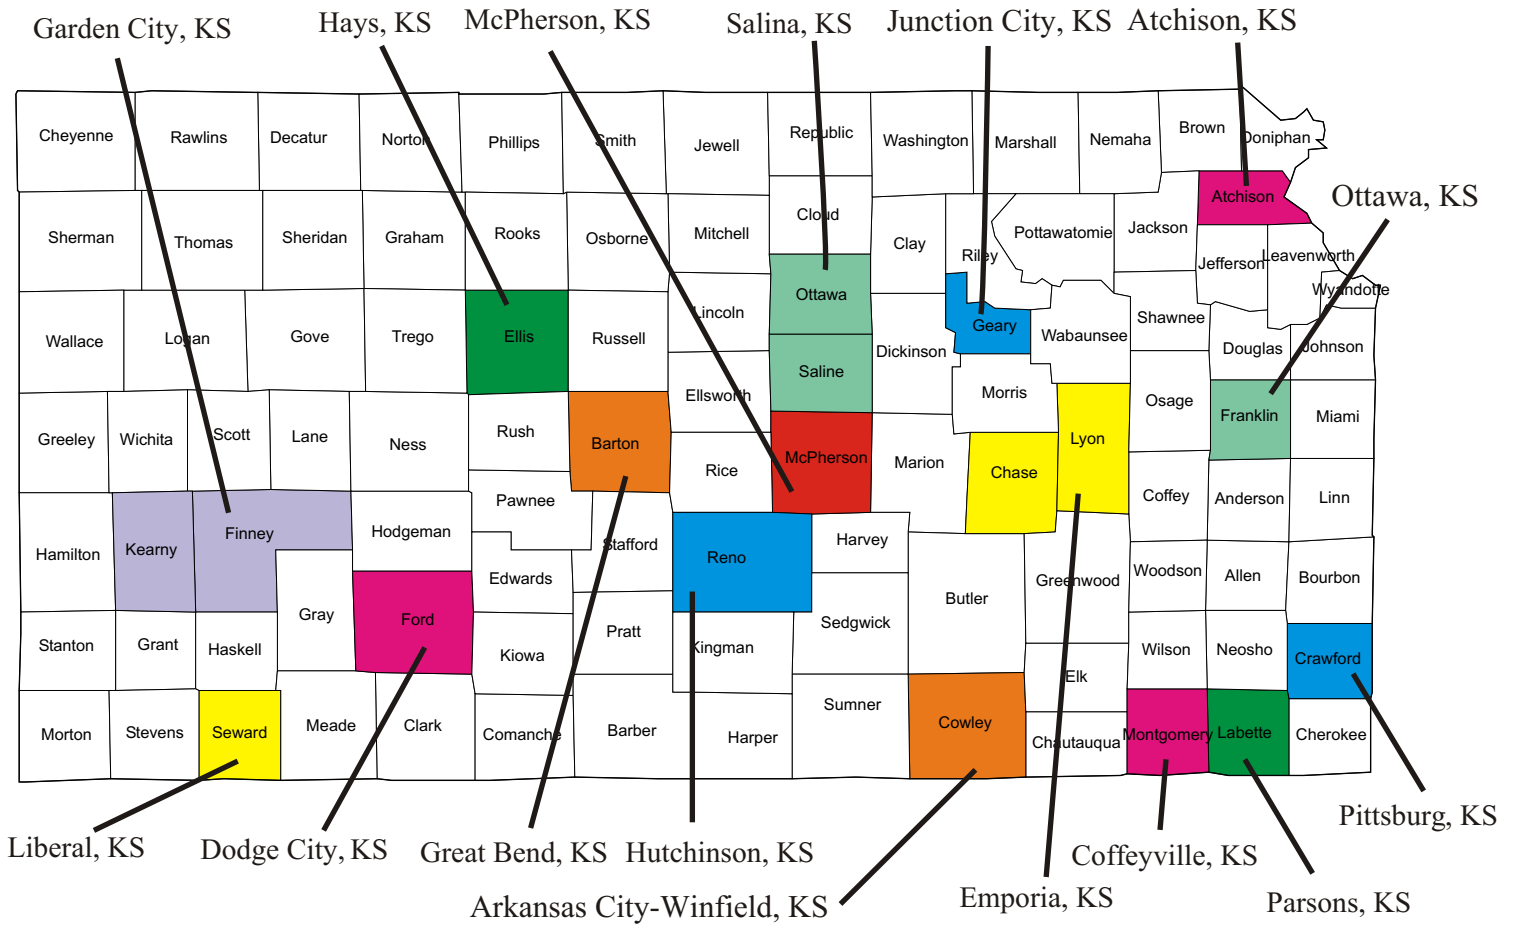 Garden City, KS
Hays, KS
McPherson, KS
Salina, KS
Junction City, KS
Atchison, KS
Cheyenne
Rawlins
Decatur
Norton
Phillips
Smith
Jewell
Republic
Washington
Marshall
Nemaha
Brown
Doniphan
Atchison
Ottawa, KS
Sherman
Thomas
Sheridan
Graham
Rooks
Osborne
Mitchell
Cloud
Clay
Riley
Pottawatomie
Jackson
Jefferson
Leavenworth
Wyandotte
Wallace
Logan
Gove
Trego
Ellis
Russell
Lincoln
Ottawa
Saline
Dickinson
Geary
Wabaunsee
Shawnee
Douglas
Johnson
Ellsworth
Morris
Osage
Franklin
Miami
Greeley
Wichita
Scott
Lane
Ness
Rush
Barton
Rice
McPherson
Marion
Chase
Lyon
Coffey
Anderson
Linn
Pawnee
Hamilton
Kearny
Finney
Hodgeman
Stafford
Reno
Harvey
Edwards
Greenwood
Woodson
Allen
Bourbon
Butler
Gray
Ford
Pratt
Sedgwick
Stanton
Grant
Haskell
Kiowa
Kingman
Wilson
Neosho
Crawford
Elk
Morton
Stevens
Seward
Meade
Clark
Comanche
Barber
Harper
Sumner
Cowley
Chautauqua
Montgomery
Labette
Cherokee
Pittsburg, KS
Liberal, KS
Dodge City, KS
Great Bend, KS
Hutchinson, KS
Coffeyville, KS
Arkansas City-Winfield, KS
Emporia, KS
Parsons, KS